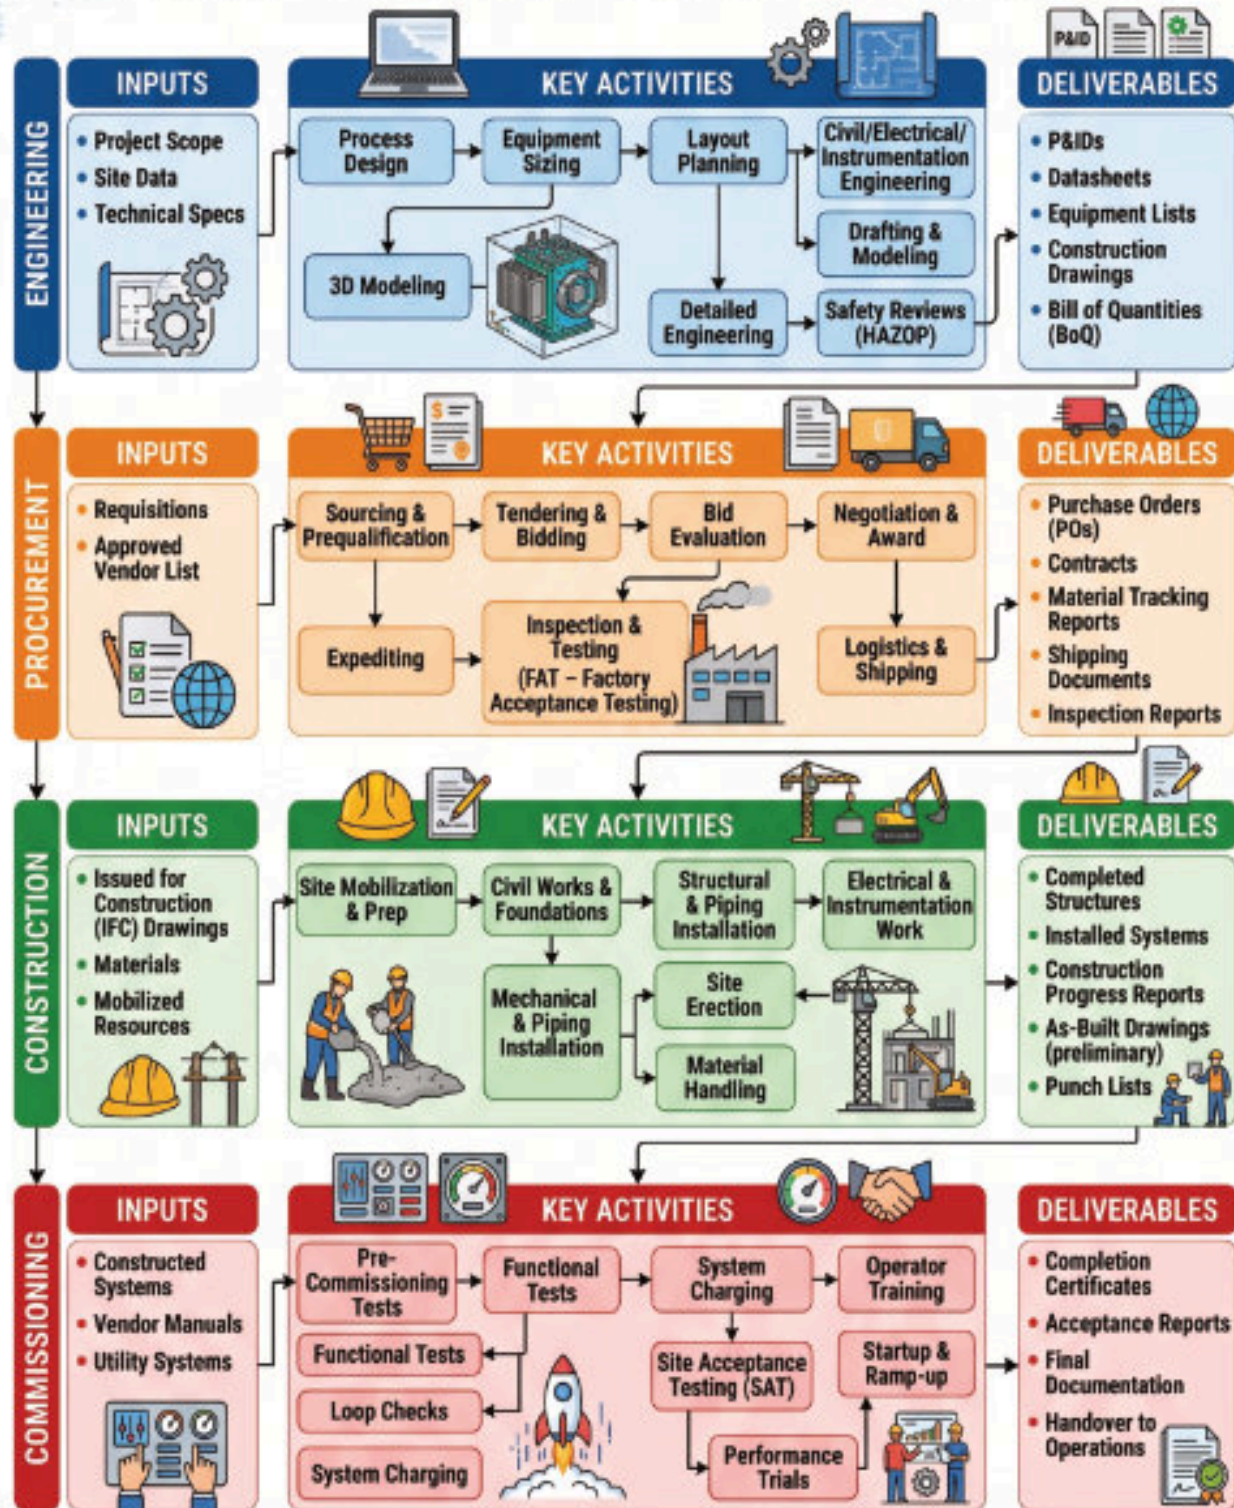 P&ID
INPUTS
KEY ACTIVITIES
DELIVERABLES
ENGINEERING
• Project Scope
• Site Data
• Technical Specs
Process
Design
Equipment
Sizing
Layout
Planning
Civil/Electrical/
Instrumentation
Engineering
Drafting &
Modeling
3D Modeling
Detailed
Engineering
Safety Reviews
(HAZOP)
• P&IDs
• Datasheets
• Equipment Lists
• Construction
Drawings
• Bill of Quantities
(BoQ)
$
INPUTS
KEY ACTIVITIES
DELIVERABLES
PROCUREMENT
• Requisitions
• Approved
Vendor List
Sourcing &
Prequalification
Tendering &
Bidding
Bid
Evaluation
Negotiation &
Award
Expediting
Inspection &
Testing
(FAT – Factory
Acceptance Testing)
Logistics &
Shipping
• Purchase Orders
(POs)
• Contracts
• Material Tracking
Reports
• Shipping
Documents
• Inspection Reports
INPUTS
KEY ACTIVITIES
DELIVERABLES
CONSTRUCTION
• Issued for
Construction
(IFC) Drawings
• Materials
• Mobilized
Resources
Site Mobilization
& Prep
Civil Works &
Foundations
Structural
& Piping
Installation
Electrical &
Instrumentation
Work
Mechanical
& Piping
Installation
Site
Erection
Material
Handling
• Completed
Structures
• Installed Systems
• Construction
Progress Reports
• As-Built Drawings
(preliminary)
• Punch Lists
INPUTS
KEY ACTIVITIES
DELIVERABLES
COMMISSIONING
• Constructed
Systems
• Vendor Manuals
• Utility Systems
Pre-
Commissioning
Tests
Functional
Tests
System
Charging
Operator
Training
Functional Tests
Loop Checks
System Charging
Site Acceptance
Testing (SAT)
Startup &
Ramp-up
Performance
Trials
• Completion
Certificates
• Acceptance Reports
• Final
Documentation
• Handover to
Operations